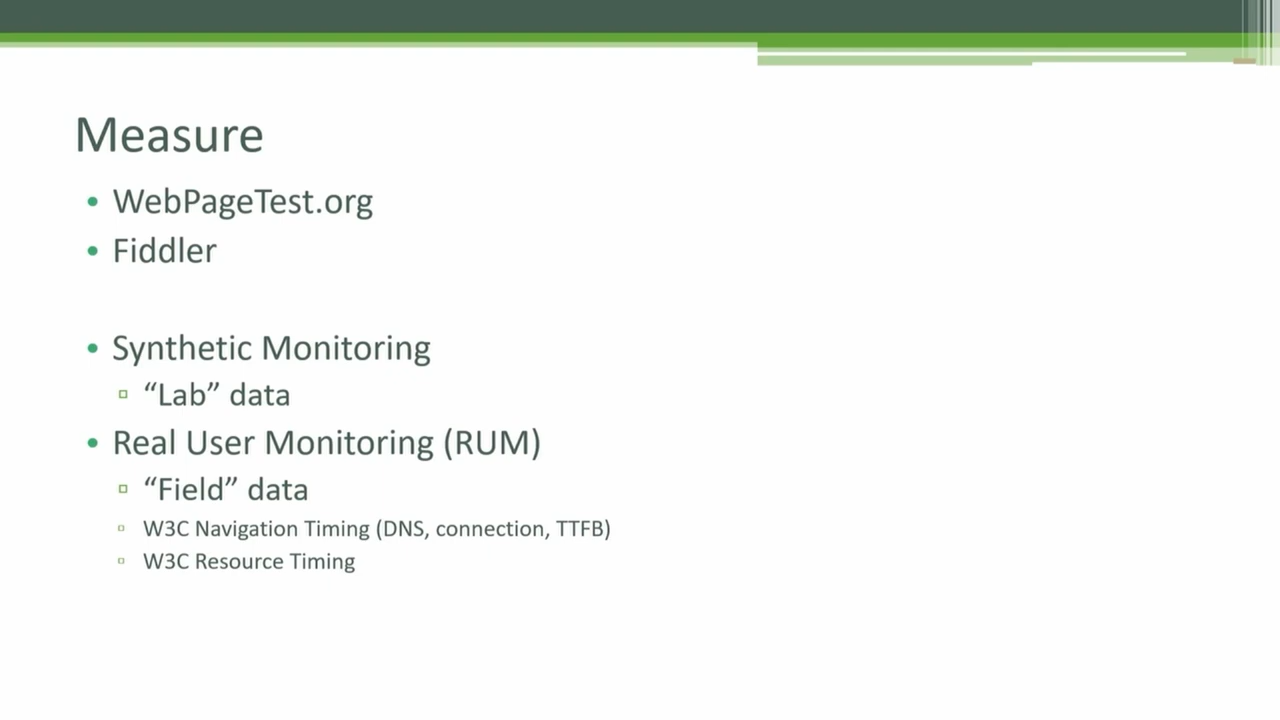 Measure
• WebPageTest.org
• Fiddler
• Synthetic Monitoring
▫ “Lab” data
• Real User Monitoring (RUM)
▫ “Field” data
▫ W3C Navigation Timing (DNS, connection, TTFB)
▫ W3C Resource Timing